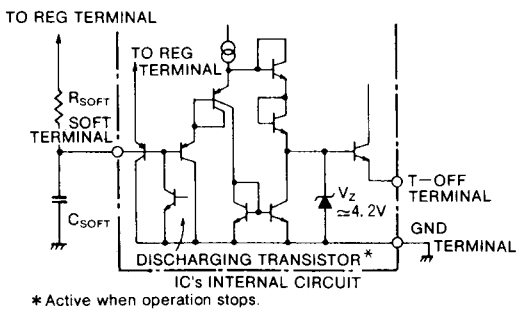 TO REG TERMINAL
TO REG
TERMINAL
RSOFT
SOFT
TERMINAL
CSOFT
VZ
≃4.2V
T-OFF
TERMINAL
GND
TERMINAL
DISCHARGING TRANSISTOR*
IC's INTERNAL CIRCUIT
*Active when operation stops.